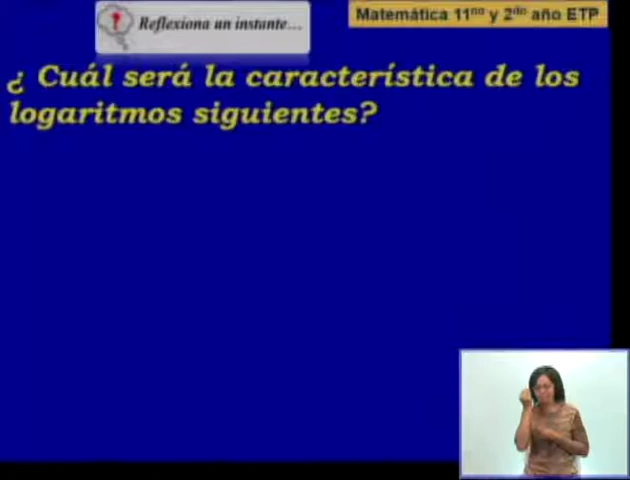 Reflexiona un instante...
Matemática 11no y 2do año ETP
¿ Cuál será la característica de los
logaritmos siguientes?